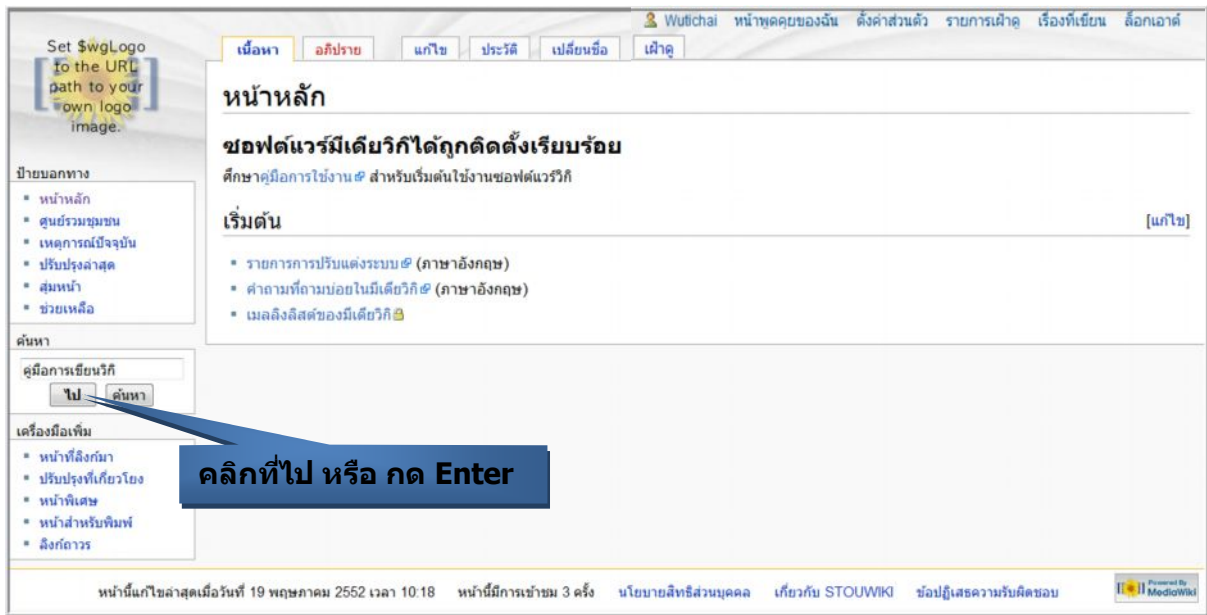 Wutichai หน้าพูดคุยของฉัน ตั้งค่าส่วนตัว รายการเฝ้าดู เรื่องที่เขียน ล็อกเอาต์
Set $wgLogo
to the URL
path to your
own logo
image.
เนื้อหา อภิปราย แก้ไข ประวัติ เปลี่ยนชื่อ เฝ้าดู
หน้าหลัก
ซอฟต์แวร์มีเดียวิกิได้ถูกติดตั้งเรียบร้อย
ศึกษาคู่มือการใช้งาน สำหรับเริ่มต้นใช้งานซอฟต์แวร์วิกิ
เริ่มต้น [แก้ไข]
รายการการปรับแต่งระบบ (ภาษาอังกฤษ)
คำถามที่ถามบ่อยในมีเดียวิกิ (ภาษาอังกฤษ)
เมลลิงลิสต์ของมีเดียวิกิ
ป้ายบอกทาง
หน้าหลัก
ศูนย์รวมชุมชน
เหตุการณ์ปัจจุบัน
ปรับปรุงล่าสุด
สุ่มหน้า
ช่วยเหลือ
ค้นหา
คู่มือการเขียนวิกิ
ไป ค้นหา
เครื่องมือเพิ่ม
หน้าที่ลิงก์มา
ปรับปรุงที่เกี่ยวโยง
หน้าพิเศษ
หน้าสำหรับพิมพ์
ลิงก์ถาวร
คลิกที่ไป หรือ กด Enter
หน้านี้แก้ไขล่าสุดเมื่อวันที่ 19 พฤษภาคม 2552 เวลา 10:18 หน้านี้มีการเข้าชม 3 ครั้ง นโยบายสิทธิส่วนบุคคล เกี่ยวกับ STOUWIKI ข้อปฏิเสธความรับผิดชอบ
Powered By
MediaWiki